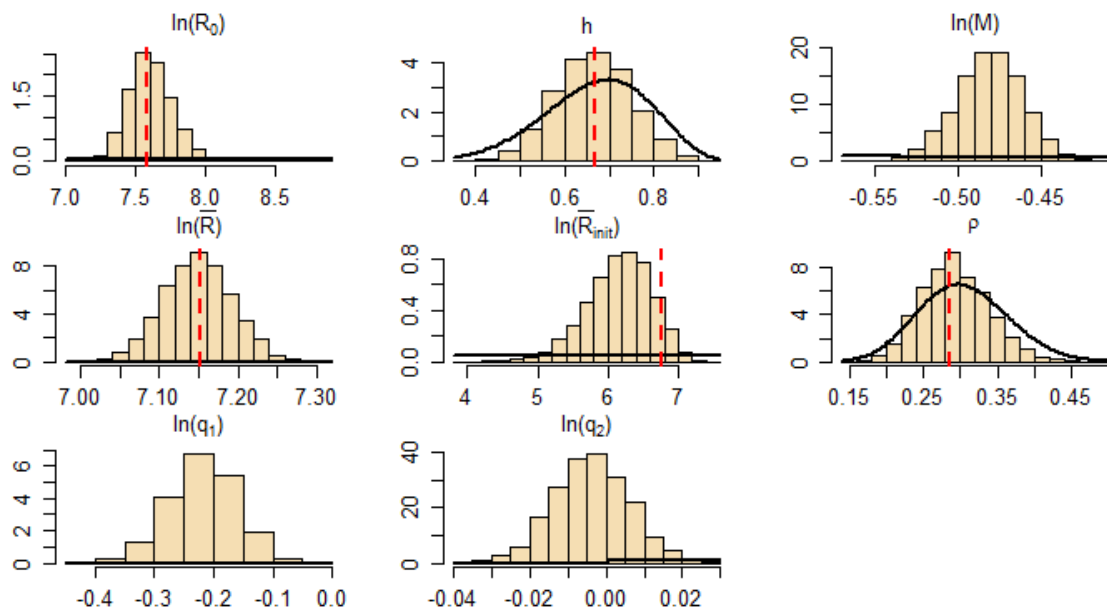 ln(R₀) h ln(M)
0.0 1.5
7.0 7.5 8.0 8.5
0 2 4
0.4 0.6 0.8
0 5 10 20
-0.55 -0.50 -0.45
ln(R̅) ln(R̅init) ρ
0 4 8
7.00 7.10 7.20 7.30
0.0 0.4 0.8
4 5 6 7
0 4 8
0.15 0.25 0.35 0.45
ln(q₁) ln(q₂)
0 2 4 6
-0.4 -0.3 -0.2 -0.1 0.0
0 20 40
-0.04 -0.02 0.00 0.02